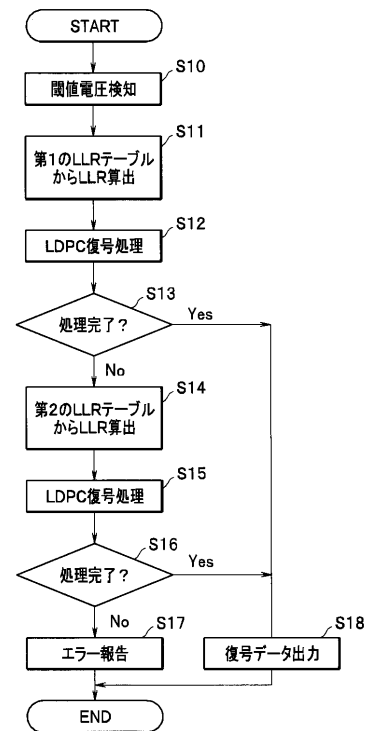 START
S10
閾値電圧検知
S11
第1のLLRテーブル
からLLR算出
S12
LDPC復号処理
S13
処理完了?
Yes
No
S14
第2のLLRテーブル
からLLR算出
S15
LDPC復号処理
S16
処理完了?
Yes
No
S17
エラー報告
S18
復号データ出力
END